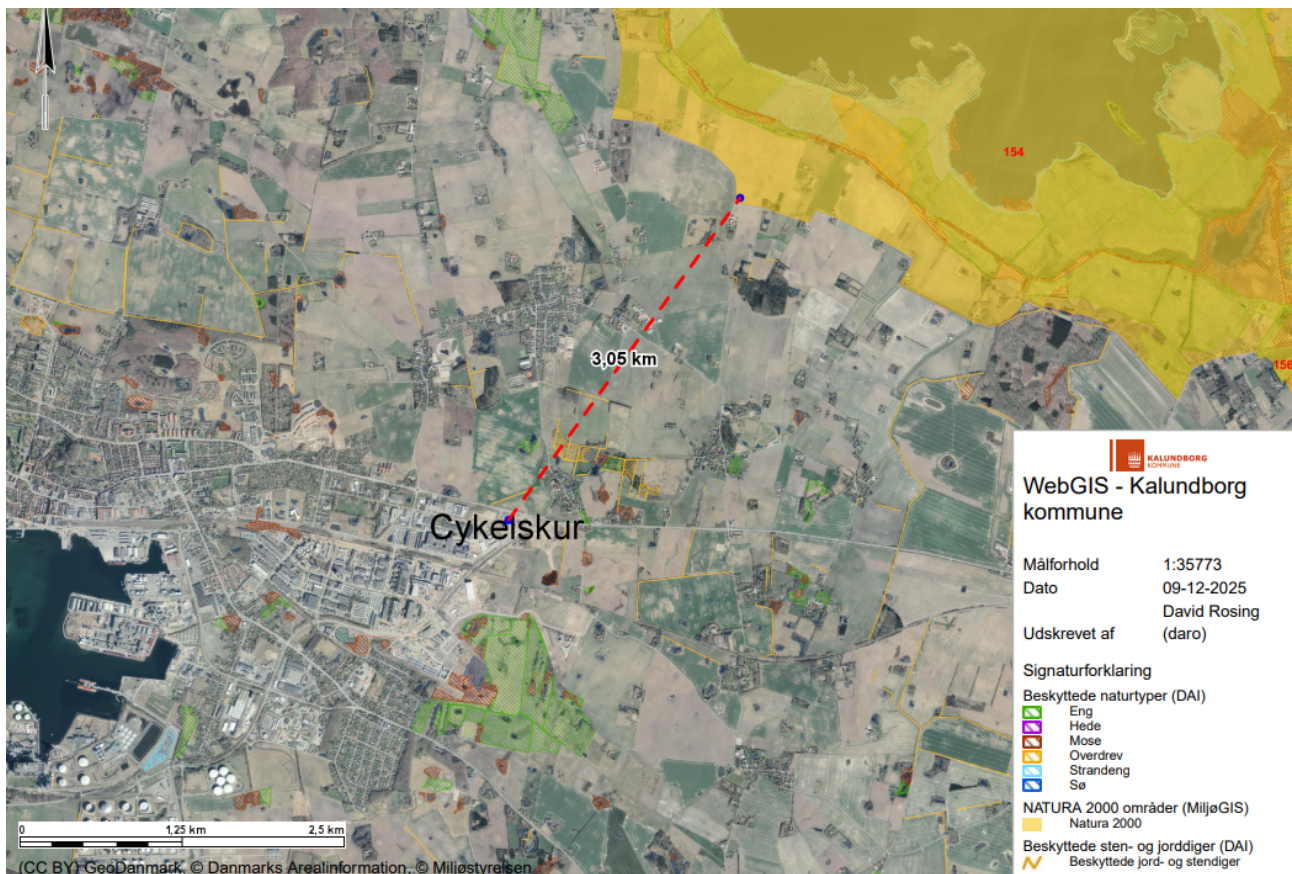 154
156
3,05 km
Cykelskur
KALUNDBORG
KOMMUNE
WebGIS - Kalundborg
kommune
Målforhold 1:35773
Dato 09-12-2025
David Rosing
Udskrevet af (daro)
Signaturforklaring
Beskyttede naturtyper (DAI)
Eng
Hede
Mose
Overdrev
Strandeng
Sø
NATURA 2000 områder (MiljøGIS)
Natura 2000
Beskyttede sten- og jorddiger (DAI)
Beskyttede jord- og stendiger
0 1,25 km 2,5 km
(CC BY) GeoDanmark, © Danmarks Arealinformation, © Miljøstyrelsen